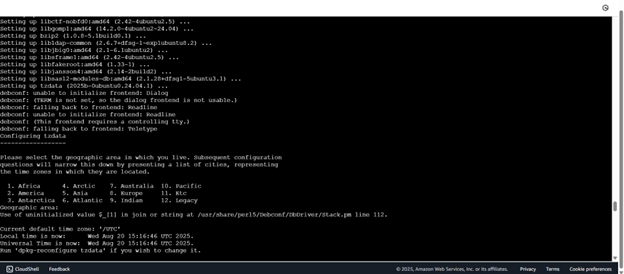 Setting up libctf-nobfd0:amd64 (2.42-4ubuntu2.5) ...
Setting up libgomp1:amd64 (14.2.0-4ubuntu2~24.04) ...
Setting up bzip2 (1.0.8-5.1build0.1) ...
Setting up libldap-common (2.6.7+dfsg-1~exp1ubuntu8.2) ...
Setting up libjbig0:amd64 (2.1-6.1ubuntu2) ...
Setting up libsframe1:amd64 (2.42-4ubuntu2.5) ...
Setting up libfakeroot:amd64 (1.33-1) ...
Setting up libjansson4:amd64 (2.14-2build2) ...
Setting up libsasl2-modules-db:amd64 (2.1.28+dfsg1-5ubuntu3.1) ...
Setting up tzdata (2025b-0ubuntu0.24.04.1) ...
debconf: unable to initialize frontend: Dialog
debconf: (TERM is not set, so the dialog frontend is not usable.)
debconf: falling back to frontend: Readline
debconf: unable to initialize frontend: Readline
debconf: (This frontend requires a controlling tty.)
debconf: falling back to frontend: Teletype
Configuring tzdata
------------------
Please select the geographic area in which you live. Subsequent configuration
questions will narrow this down by presenting a list of cities, representing
the time zones in which they are located.
1. Africa 4. Arctic 7. Australia 10. Pacific
2. America 5. Asia 8. Europe 11. Etc
3. Antarctica 6. Atlantic 9. Indian 12. Legacy
Geographic area:
Use of uninitialized value $_[1] in join or string at /usr/share/perl5/Debconf/DbDriver/Stack.pm line 112.
Current default time zone: '/UTC'
Local time is now: Wed Aug 20 15:16:46 UTC 2025.
Universal Time is now: Wed Aug 20 15:16:46 UTC 2025.
Run 'dpkg-reconfigure tzdata' if you wish to change it.
CloudShell Feedback © 2025, Amazon Web Services, Inc. or its affiliates. Privacy Terms Cookie preferences